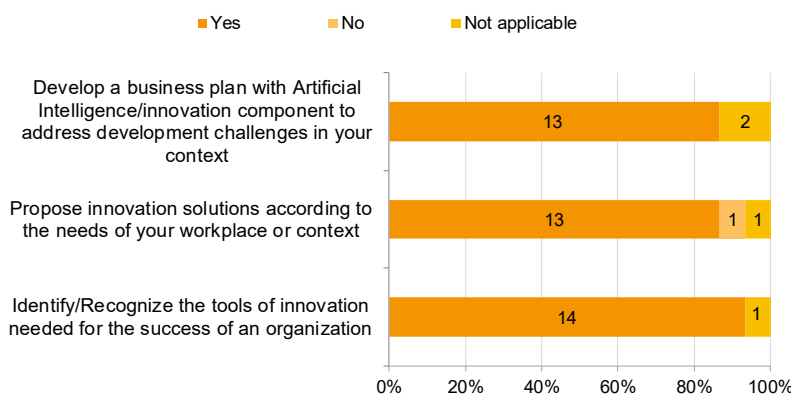 Yes No Not applicable
Develop a business plan with Artificial
Intelligence/innovation component to
address development challenges in your
context
13 2
Propose innovation solutions according to
the needs of your workplace or context
13 1 1
Identify/Recognize the tools of innovation
needed for the success of an organization
14 1
0% 20% 40% 60% 80% 100%